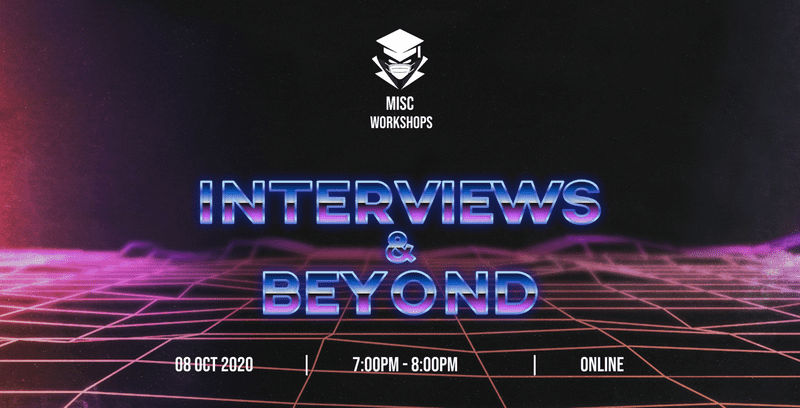 MISC
WORKSHOPS
INTERVIEWS
&
BEYOND
08 OCT 2020 | 7:00PM - 8:00PM | ONLINE